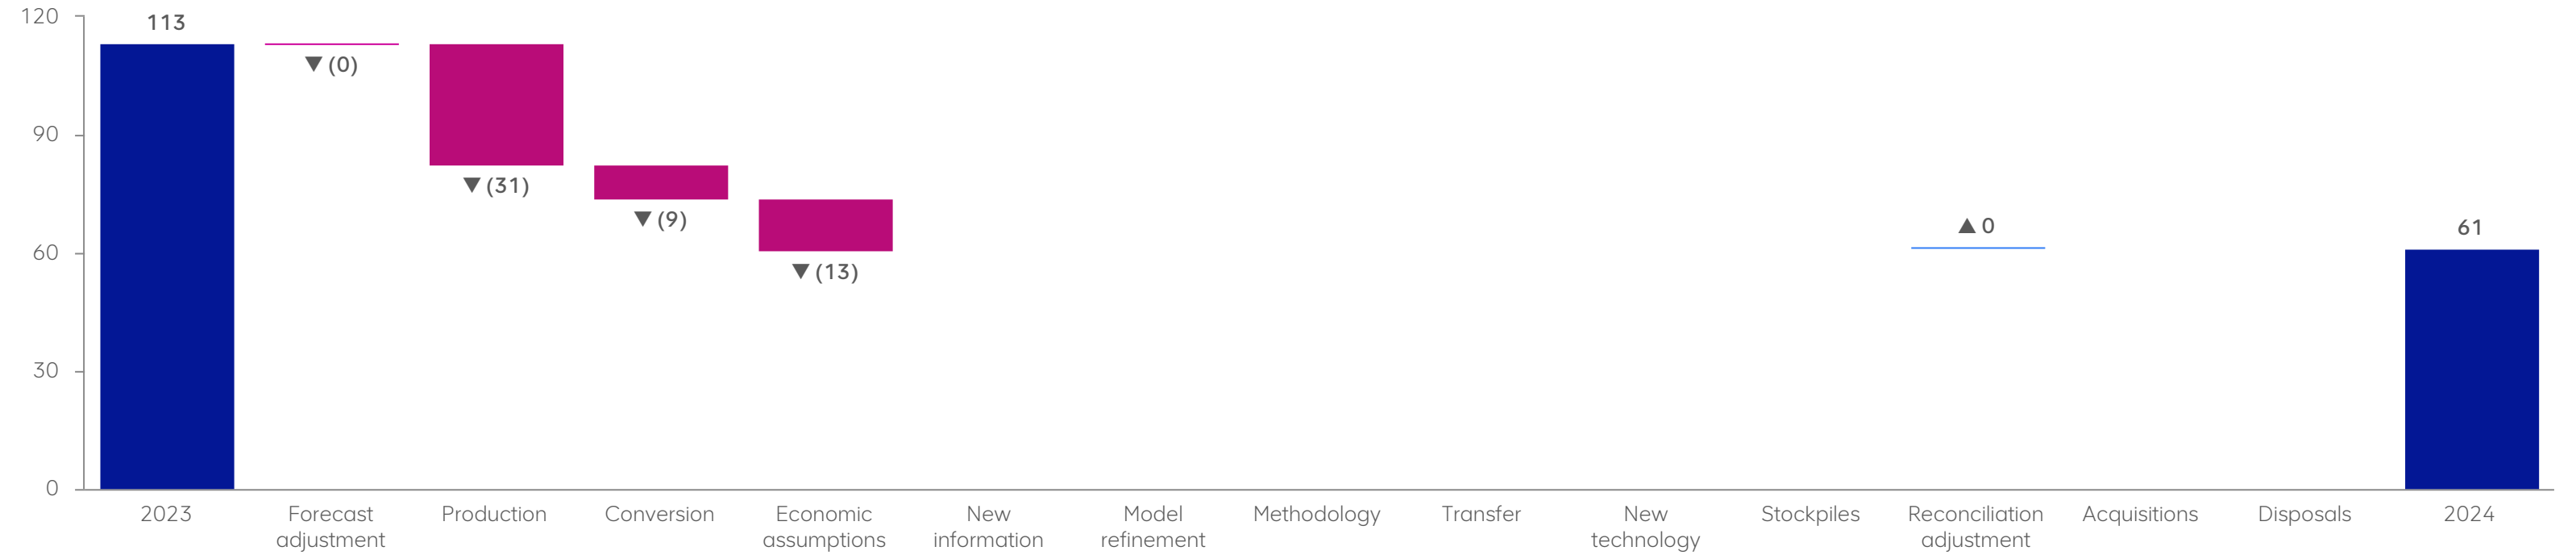 120
90
60
30
0
113
▼ (0)
▼ (31)
▼ (9)
▼ (13)
▲ 0
61
2023
Forecast
adjustment
Production
Conversion
Economic
assumptions
New
information
Model
refinement
Methodology
Transfer
New
technology
Stockpiles
Reconciliation
adjustment
Acquisitions
Disposals
2024